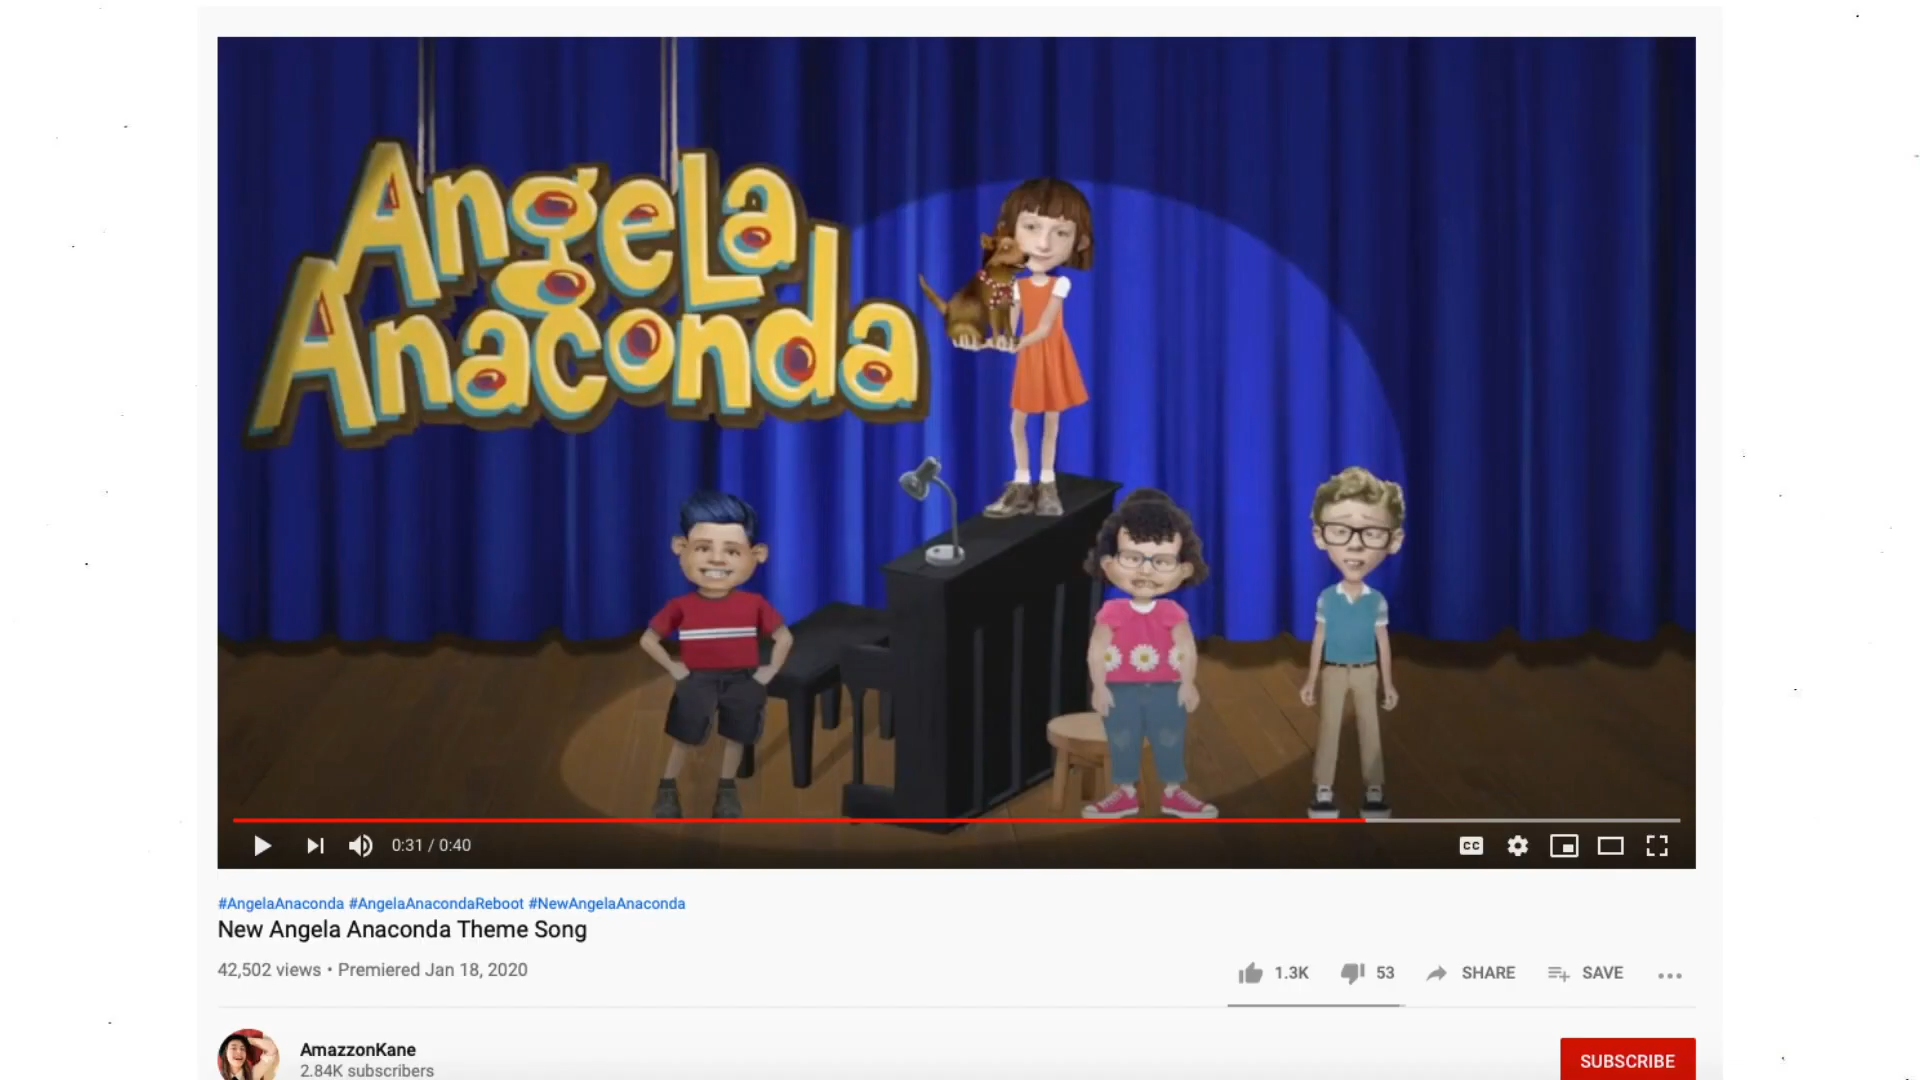 Angela
Anaconda
0:31 / 0:40
CC
#AngelaAnaconda #AngelaAnacondaReboot #NewAngelaAnaconda
New Angela Anaconda Theme Song
42,502 views • Premiered Jan 18, 2020
1.3K 53 SHARE SAVE
AmazzonKane
2.84K subscribers
SUBSCRIBE